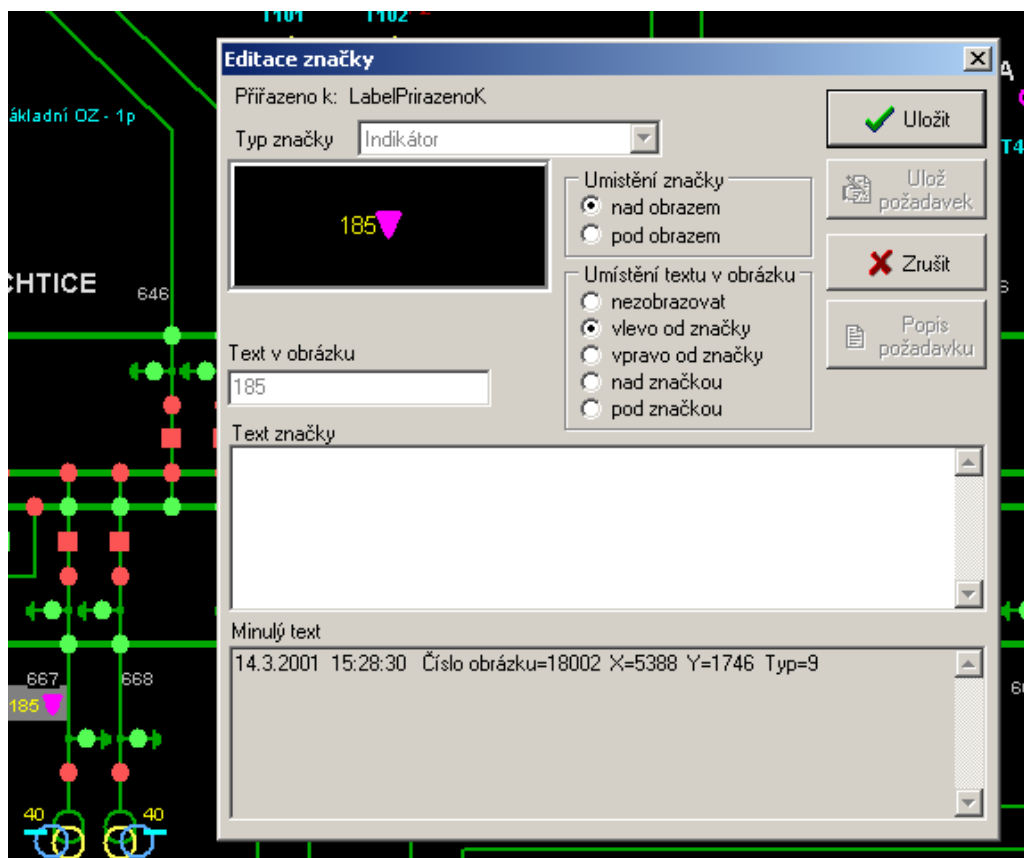 T101 T102
Editace značky
Přiřazeno k: LabelPrirazenoK
Uložit
ákladní OZ - 1p
Typ značky Indikátor
T4
Umistění značky
Ulož
požadavek
nad obrazem
185
pod obrazem
Zrušit
Umístění textu v obrázku
CHTICE
646
nezobrazovat
vlevo od značky
Popis
požadavku
Text v obrázku
vpravo od značky
185
nad značkou
pod značkou
Text značky
Minulý text
14.3.2001 15:28:30 Číslo obrázku=18002 X=5388 Y=1746 Typ=9
667 668
185
40 40